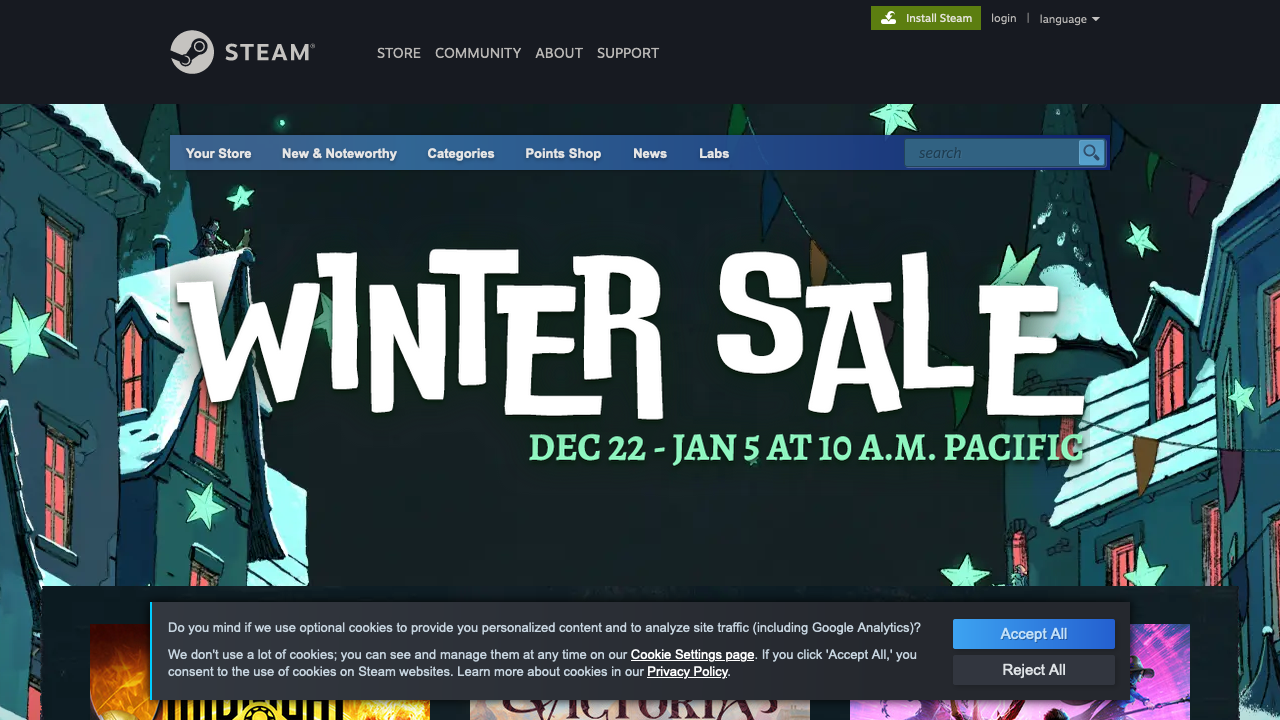 Install Steam
login | language
STEAM®
STORE COMMUNITY ABOUT SUPPORT
Your Store New & Noteworthy Categories Points Shop News Labs
search
WINTER SALE
DEC 22 - JAN 5 AT 10 A.M. PACIFIC
Do you mind if we use optional cookies to provide you personalized content and to analyze site traffic (including Google Analytics)?
We don't use a lot of cookies; you can see and manage them at any time on our Cookie Settings page. If you click 'Accept All,' you
consent to the use of cookies on Steam websites. Learn more about cookies in our Privacy Policy.
Accept All
Reject All